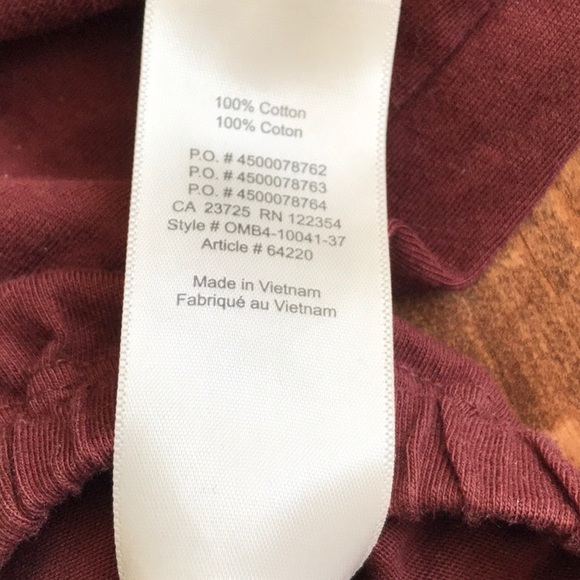 100% Cotton
100% Coton
P.O. # 4500078762
P.O. # 4500078763
P.O. # 4500078764
CA 23725 RN 122354
Style # OMB4-10041-37
Article # 64220
Made in Vietnam
Fabriqué au Vietnam